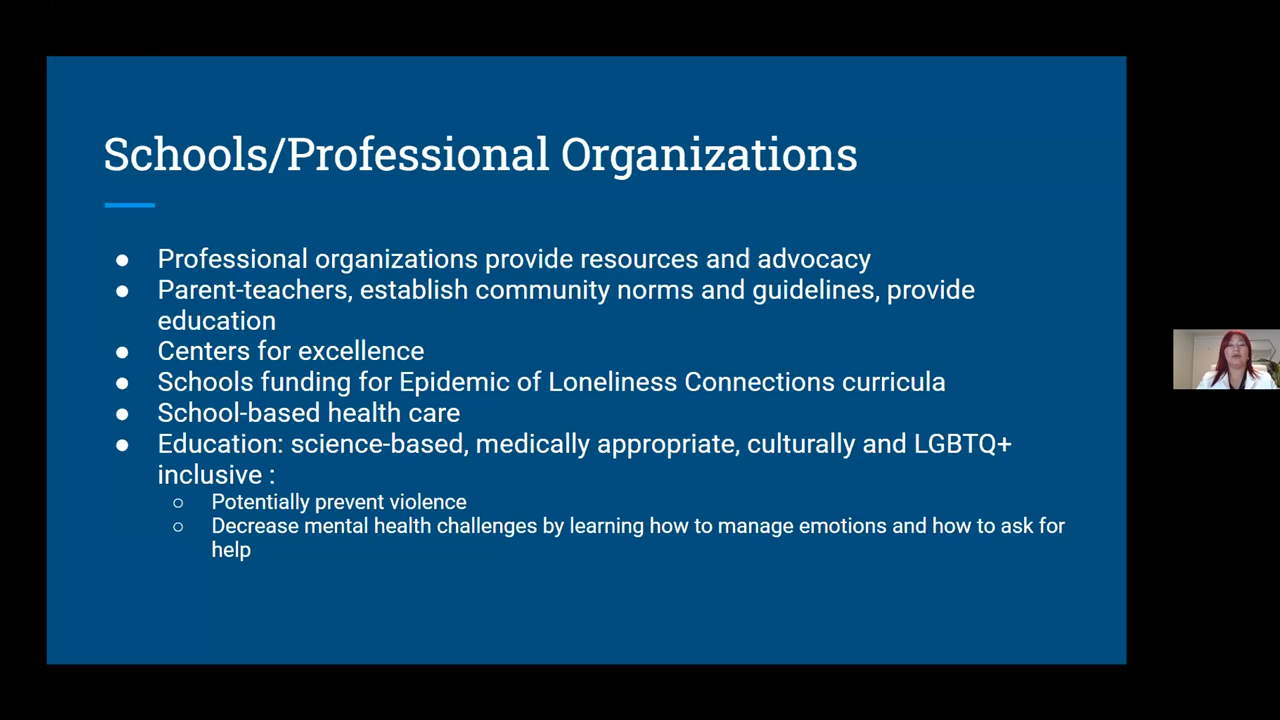 Schools/Professional Organizations
● Professional organizations provide resources and advocacy
● Parent-teachers, establish community norms and guidelines, provide
education
● Centers for excellence
● Schools funding for Epidemic of Loneliness Connections curricula
● School-based health care
● Education: science-based, medically appropriate, culturally and LGBTQ+
inclusive :
○ Potentially prevent violence
○ Decrease mental health challenges by learning how to manage emotions and how to ask for
help